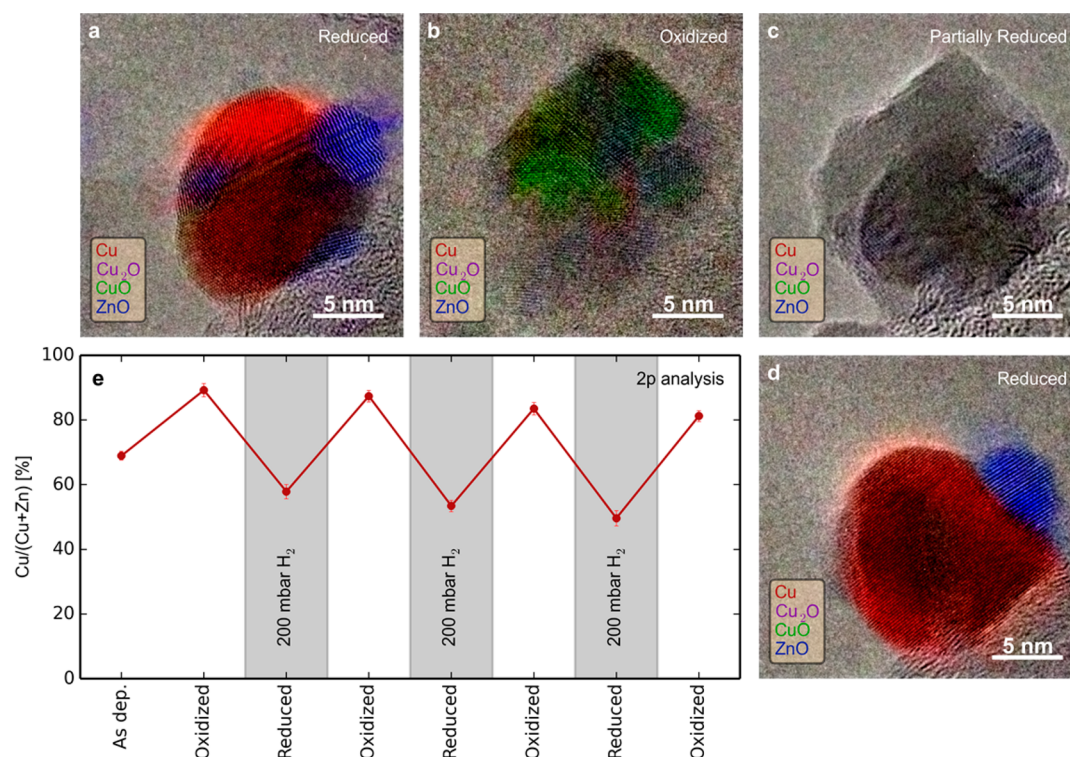 a
Reduced
Cu
Cu₂O
CuO
ZnO
5 nm
b
Oxidized
Cu
Cu₂O
CuO
ZnO
5 nm
c
Partially Reduced
Cu
Cu₂O
CuO
ZnO
5 nm
e
2p analysis
Cu/(Cu+Zn) [%]
100
80
60
40
20
0
200 mbar H₂
200 mbar H₂
200 mbar H₂
As dep.
Oxidized
Reduced
Oxidized
Reduced
Oxidized
Reduced
Oxidized
d
Reduced
Cu
Cu₂O
CuO
ZnO
5 nm